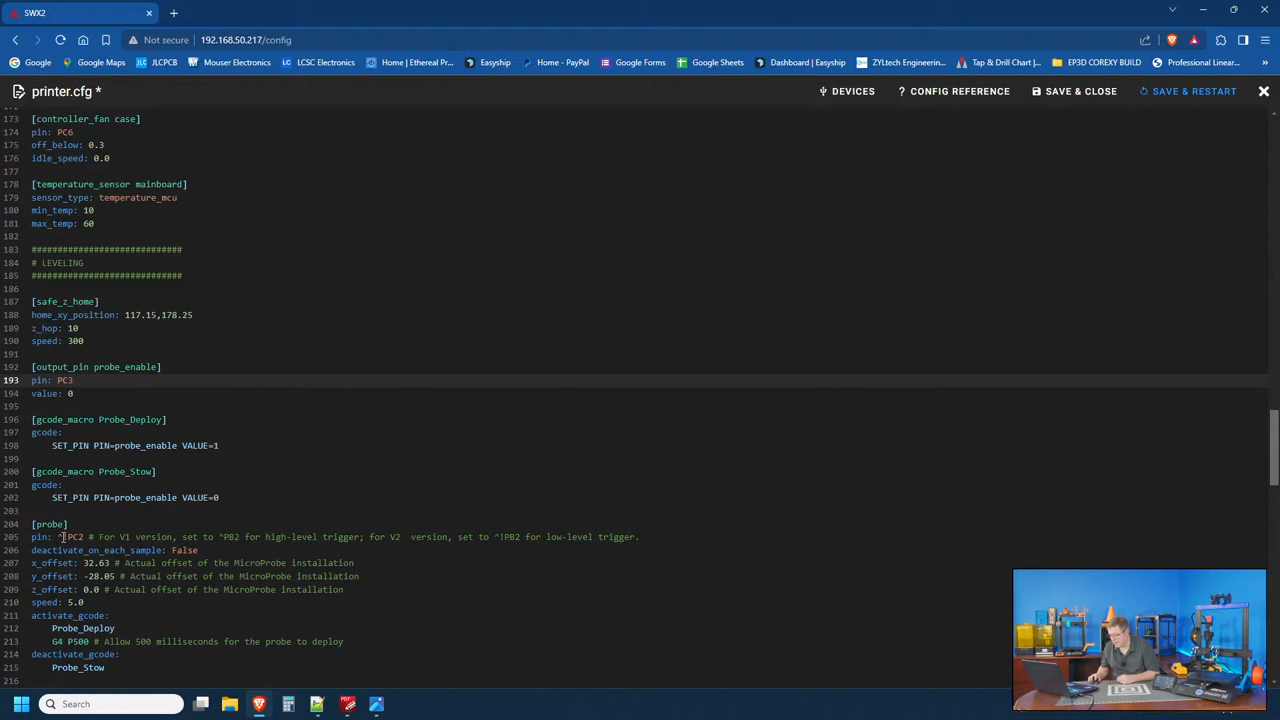 SWX2
Not secure 192.168.50.217/config
Google Google Maps JLCPCB Mouser Electronics LCSC Electronics Home | Ethereal Pr... Easyship Home - PayPal Google Forms Google Sheets Dashboard | Easyship ZYLtech Engineerin... Tap & Drill Chart | ... EP3D COREXY BUILD Professional Linear...
printer.cfg * DEVICES CONFIG REFERENCE SAVE & CLOSE SAVE & RESTART
172
173 [controller_fan case]
174 pin: PC6
175 off_below: 0.3
176 idle_speed: 0.0
177
178 [temperature_sensor mainboard]
179 sensor_type: temperature_mcu
180 min_temp: 10
181 max_temp: 60
182
183 #############################
184 # LEVELING
185 #############################
186
187 [safe_z_home]
188 home_xy_position: 117.15,178.25
189 z_hop: 10
190 speed: 300
191
192 [output_pin probe_enable]
193 pin: PC3
194 value: 0
195
196 [gcode_macro Probe_Deploy]
197 gcode:
198 SET_PIN PIN=probe_enable VALUE=1
199
200 [gcode_macro Probe_Stow]
201 gcode:
202 SET_PIN PIN=probe_enable VALUE=0
203
204 [probe]
205 pin: ^!PC2 # For V1 version, set to ^PB2 for high-level trigger; for V2 version, set to ^!PB2 for low-level trigger.
206 deactivate_on_each_sample: False
207 x_offset: 32.63 # Actual offset of the MicroProbe installation
208 y_offset: -28.05 # Actual offset of the MicroProbe installation
209 z_offset: 0.0 # Actual offset of the MicroProbe installation
210 speed: 5.0
211 activate_gcode:
212 Probe_Deploy
213 G4 P500 # Allow 500 milliseconds for the probe to deploy
214 deactivate_gcode:
215 Probe_Stow
216
Search